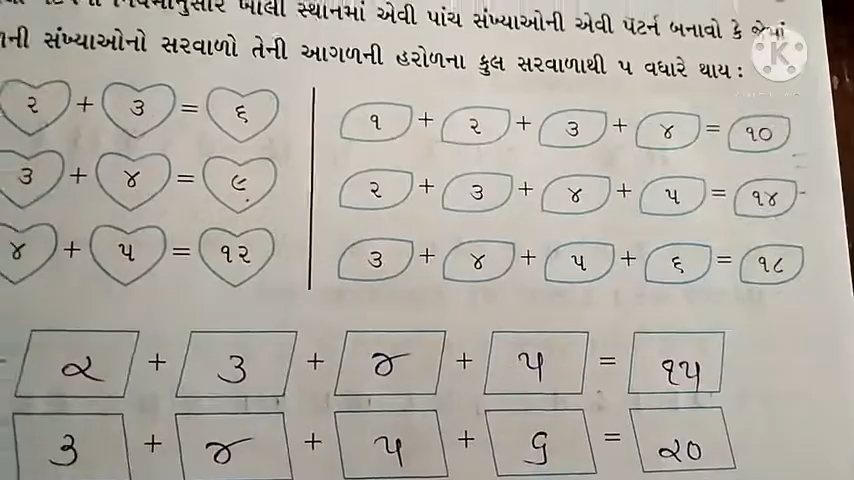 નિયમાનુસાર ખાલી સ્થાનમાં એવી પાંચ સંખ્યાઓની એવી પૅટર્ન બનાવો કે જેમાં
સંખ્યાઓનો સરવાળો તેની આગળની હરોળના કુલ સરવાળાથી ૫ વધારે થાય :
૨ + ૩ = ૬
૩ + ૪ = ૯
૪ + ૫ = ૧૨
૧ + ૨ + ૩ + ૪ = ૧૦
૨ + ૩ + ૪ + ૫ = ૧૪
૩ + ૪ + ૫ + ૬ = ૧૮
૨ + ૩ + ૪ + ૫ = ૧૫
૩ + ૪ + ૫ + ૬ = ૨૦
K